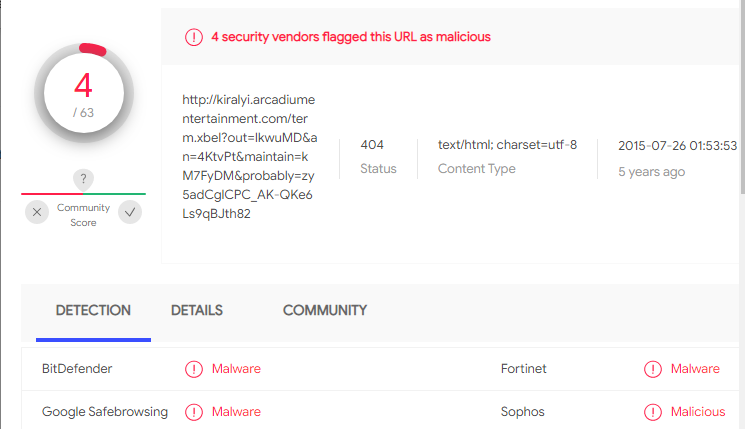 4 security vendors flagged this URL as malicious
4
/ 63
?
Community
Score
http://kiralyi.arcadiume
ntertainment.com/ter
m.xbel?out=IkwuMD&a
n=4KtvPt&maintain=k
M7FyDM&probably=zy
5adCglCPC_AK-QKe6
Ls9qBJth82
404
Status
text/html; charset=utf-8
Content Type
2015-07-26 01:53:53
5 years ago
DETECTION DETAILS COMMUNITY
BitDefender Malware Fortinet Malware
Google Safebrowsing Malware Sophos Malicious